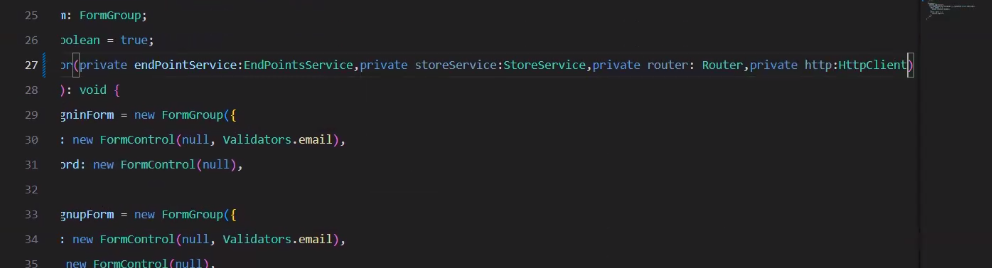 25 m: FormGroup;
26 oolean = true;
27 or(private endPointService:EndPointsService,private storeService:StoreService,private router: Router,private http:HttpClient)
28 ): void {
29 gninForm = new FormGroup({
30 : new FormControl(null, Validators.email),
31 ord: new FormControl(null),
32
33 gnupForm = new FormGroup({
34 : new FormControl(null, Validators.email),
35 new FormControl(null),